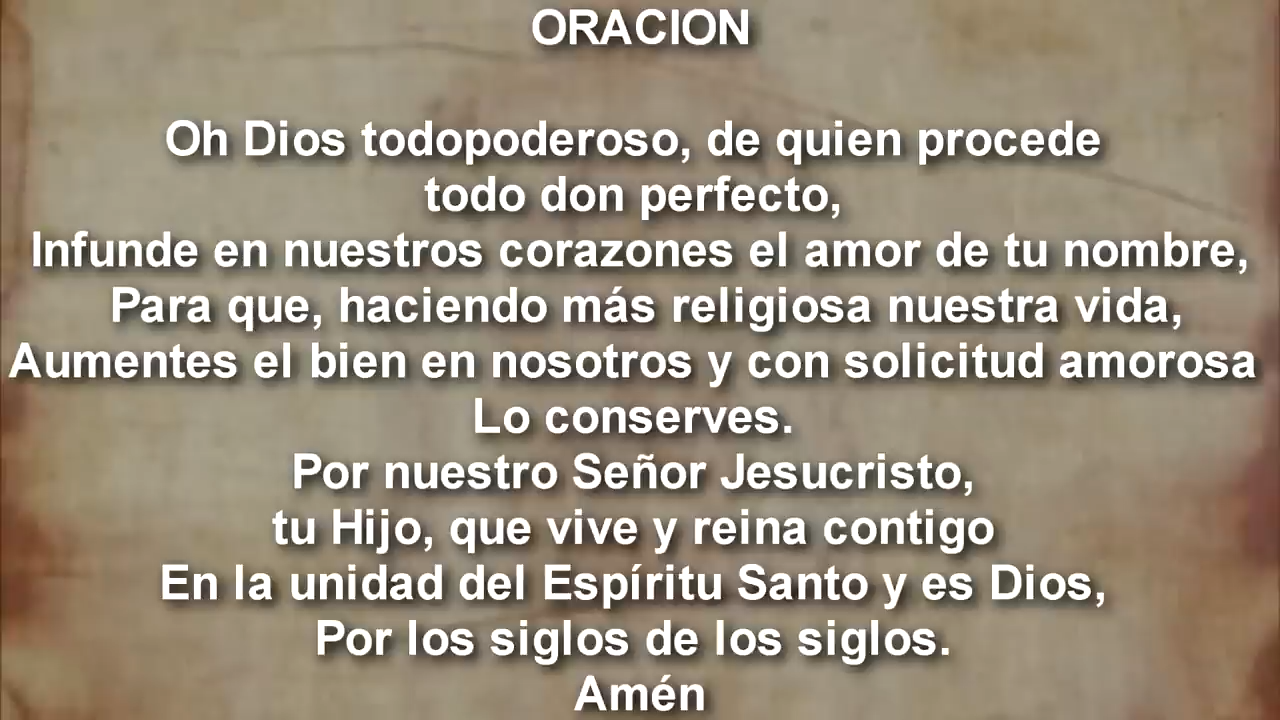 ORACION
Oh Dios todopoderoso, de quien procede
todo don perfecto,
Infunde en nuestros corazones el amor de tu nombre,
Para que, haciendo más religiosa nuestra vida,
Aumentes el bien en nosotros y con solicitud amorosa
Lo conserves.
Por nuestro Señor Jesucristo,
tu Hijo, que vive y reina contigo
En la unidad del Espíritu Santo y es Dios,
Por los siglos de los siglos.
Amén